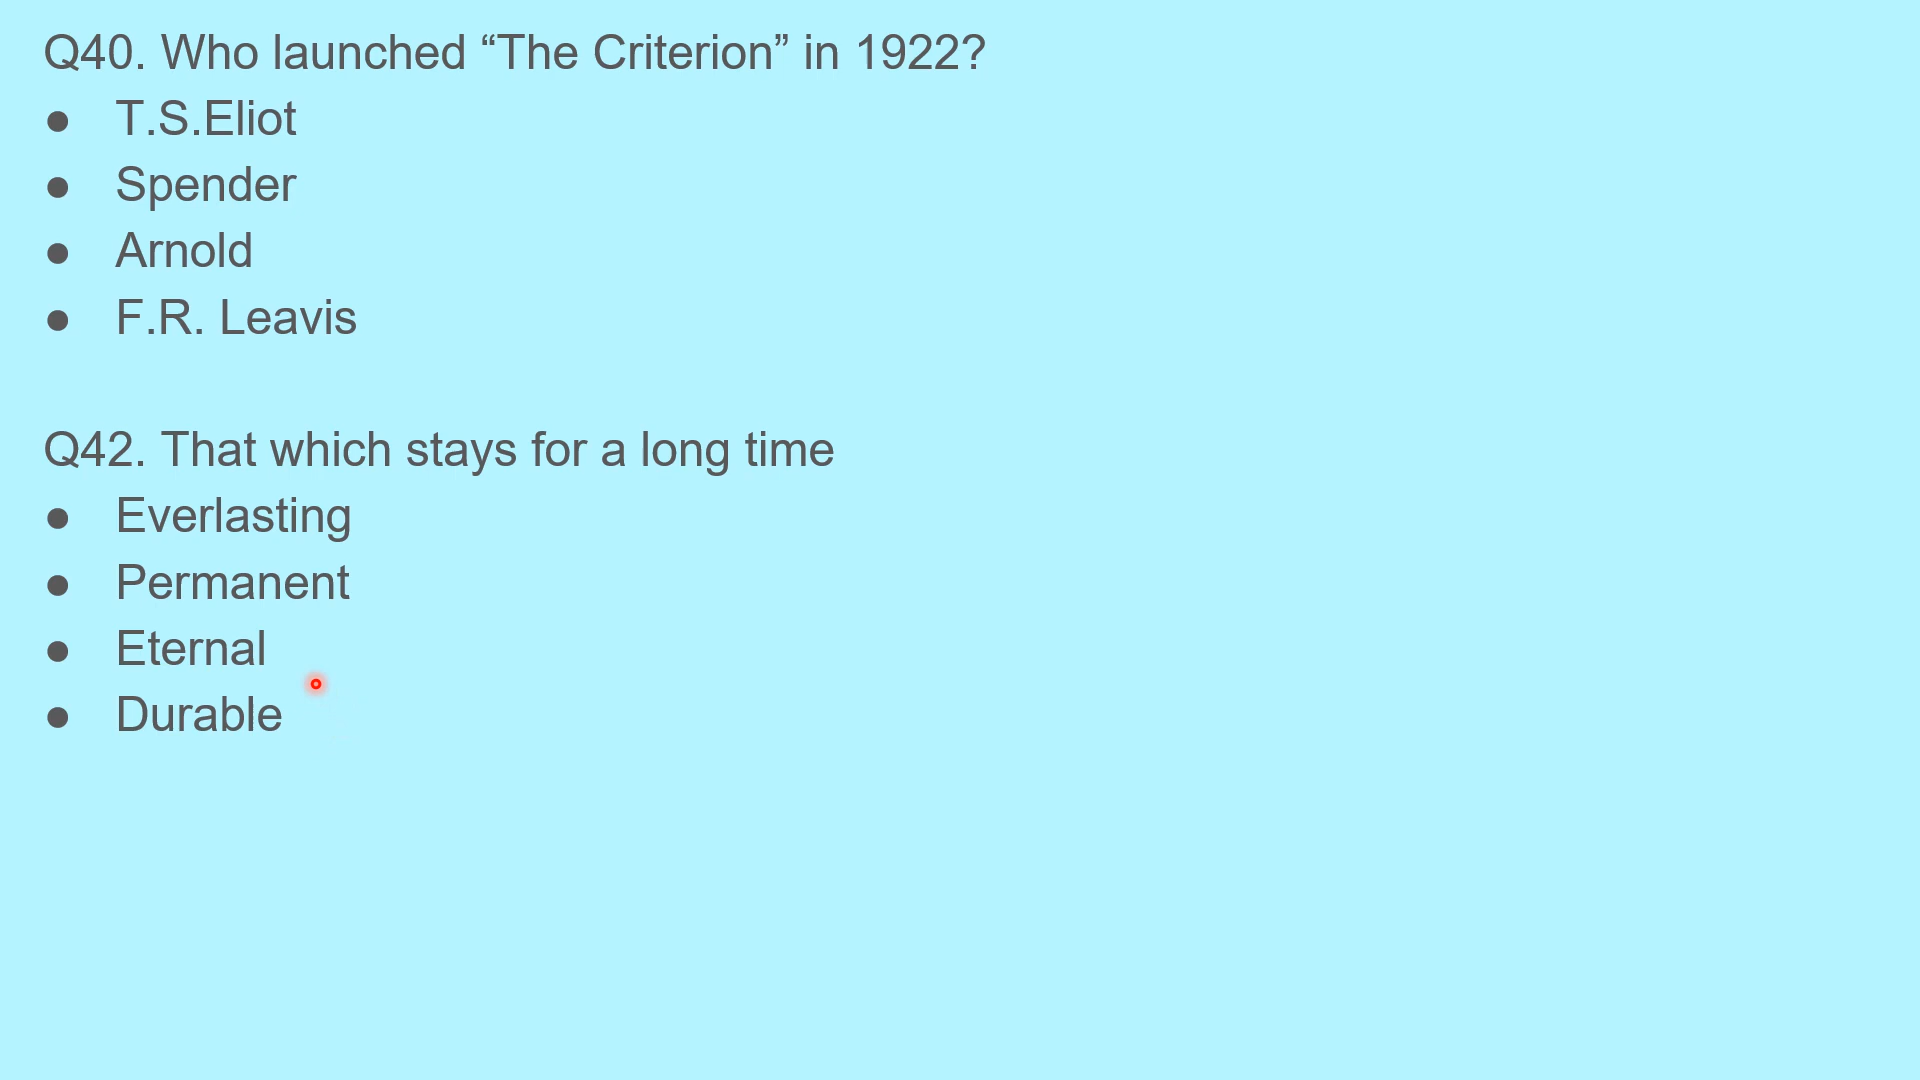 Q40. Who launched “The Criterion” in 1922?
● T.S.Eliot
● Spender
● Arnold
● F.R. Leavis
Q42. That which stays for a long time
● Everlasting
● Permanent
● Eternal
● Durable